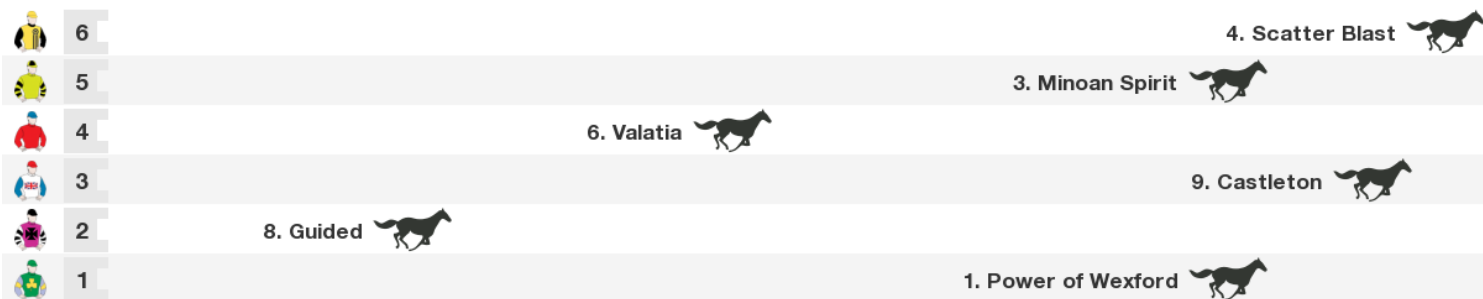 6 4. Scatter Blast
5 3. Minoan Spirit
4 6. Valatia
3 9. Castleton
2 8. Guided
1 1. Power of Wexford